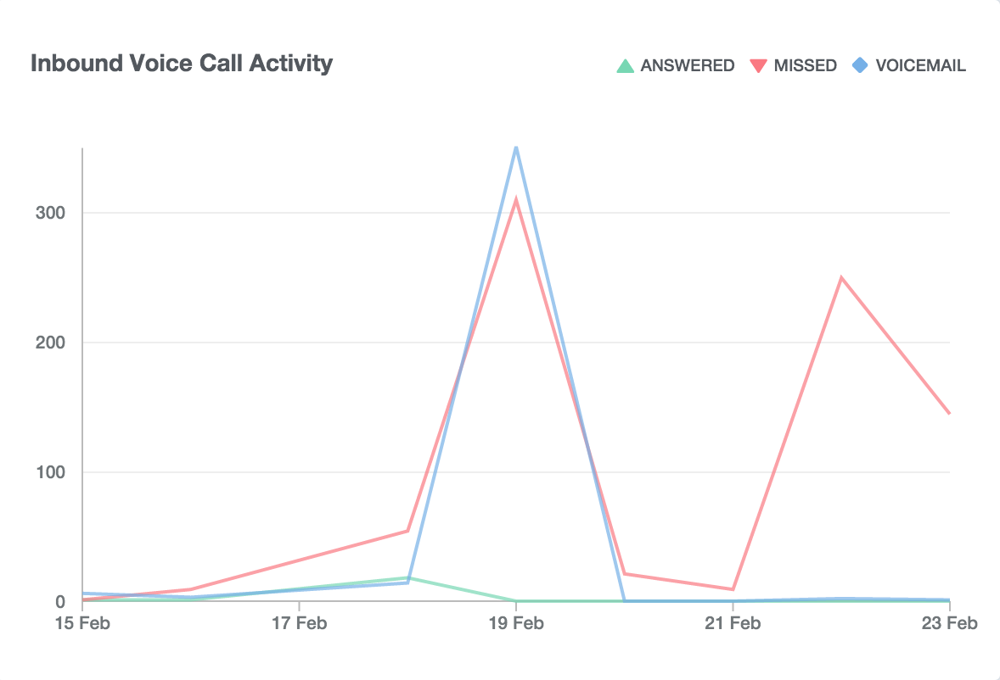 Inbound Voice Call Activity
ANSWERED MISSED VOICEMAIL
300
200
100
0
15 Feb 17 Feb 19 Feb 21 Feb 23 Feb